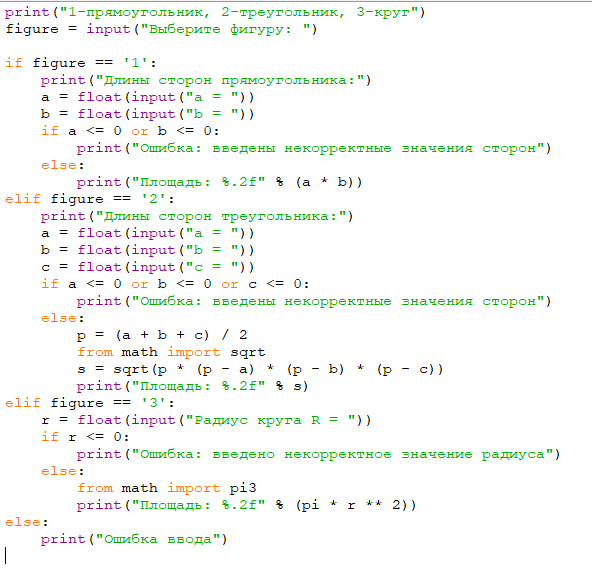 print("1-прямоугольник, 2-треугольник, 3-круг")
figure = input("Выберите фигуру: ")

if figure == '1':
    print("Длины сторон прямоугольника:")
    a = float(input("a = "))
    b = float(input("b = "))
    if a <= 0 or b <= 0:
        print("Ошибка: введены некорректные значения сторон")
    else:
        print("Площадь: %.2f" % (a * b))
elif figure == '2':
    print("Длины сторон треугольника:")
    a = float(input("a = "))
    b = float(input("b = "))
    c = float(input("c = "))
    if a <= 0 or b <= 0 or c <= 0:
        print("Ошибка: введены некорректные значения сторон")
    else:
        p = (a + b + c) / 2
        from math import sqrt
        s = sqrt(p * (p - a) * (p - b) * (p - c))
        print("Площадь: %.2f" % s)
elif figure == '3':
    r = float(input("Радиус круга R = "))
    if r <= 0:
        print("Ошибка: введено некорректное значение радиуса")
    else:
        from math import pi3
        print("Площадь: %.2f" % (pi * r ** 2))
else:
    print("Ошибка ввода")